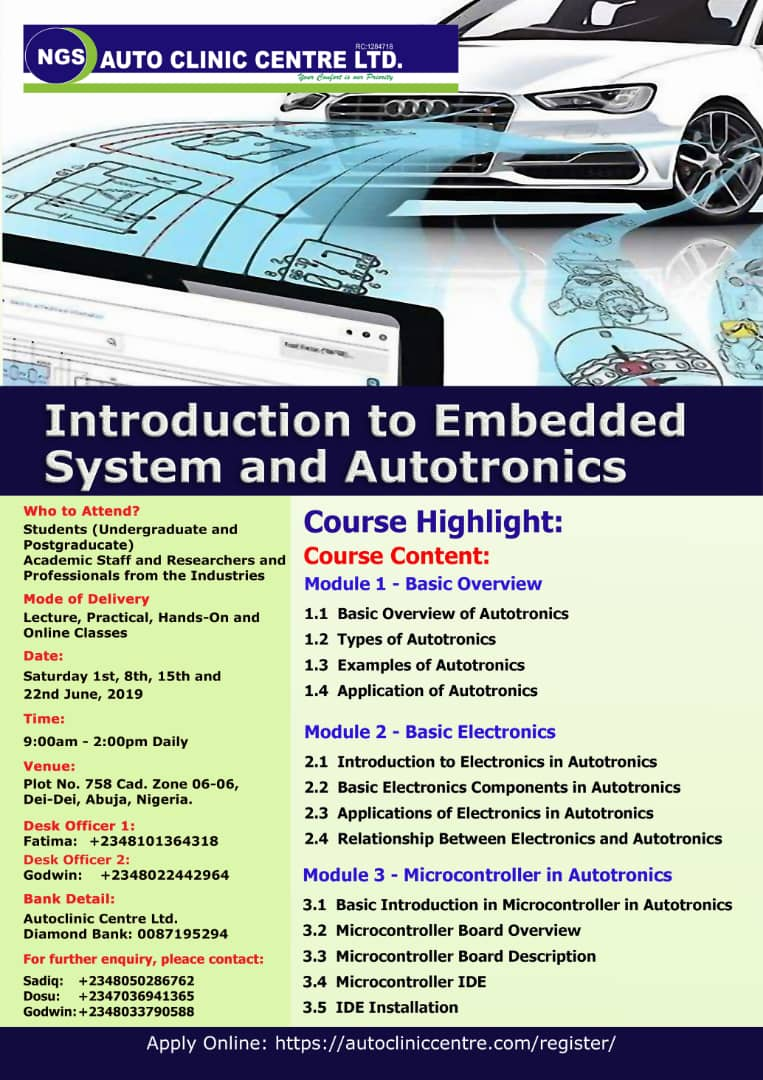 NGS AUTO CLINIC CENTRE LTD.
RC:1284718
Your Comfort is our Priority
Introduction to Embedded
System and Autotronics
Who to Attend?
Students (Undergraduate and
Postgraducate)
Academic Staff and Researchers and
Professionals from the Industries
Mode of Delivery
Lecture, Practical, Hands-On and
Online Classes
Date:
Saturday 1st, 8th, 15th and
22nd June, 2019
Time:
9:00am - 2:00pm Daily
Venue:
Plot No. 758 Cad. Zone 06-06,
Dei-Dei, Abuja, Nigeria.
Desk Officer 1:
Fatima: +2348101364318
Desk Officer 2:
Godwin: +2348022442964
Bank Detail:
Autoclinic Centre Ltd.
Diamond Bank: 0087195294
For further enquiry, pleace contact:
Sadiq: +2348050286762
Dosu: +2347036941365
Godwin: +2348033790588
Course Highlight:
Course Content:
Module 1 - Basic Overview
1.1 Basic Overview of Autotronics
1.2 Types of Autotronics
1.3 Examples of Autotronics
1.4 Application of Autotronics
Module 2 - Basic Electronics
2.1 Introduction to Electronics in Autotronics
2.2 Basic Electronics Components in Autotronics
2.3 Applications of Electronics in Autotronics
2.4 Relationship Between Electronics and Autotronics
Module 3 - Microcontroller in Autotronics
3.1 Basic Introduction in Microcontroller in Autotronics
3.2 Microcontroller Board Overview
3.3 Microcontroller Board Description
3.4 Microcontroller IDE
3.5 IDE Installation
Apply Online: https://autocliniccentre.com/register/